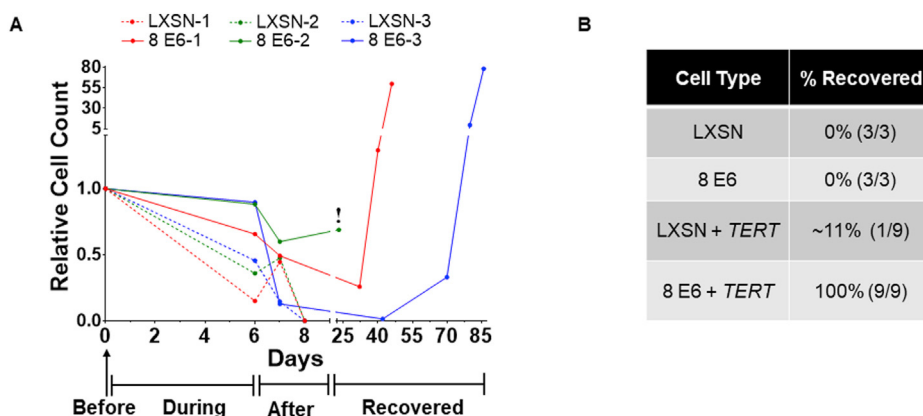 A
LXSN-1 LXSN-2 LXSN-3
8 E6-1 8 E6-2 8 E6-3
Relative Cell Count
80
55
30
5
1.0
0.5
0.0
!
0 2 4 6 8 25 40 55 70 85
Days
Before During After Recovered
B
Cell Type % Recovered
LXSN 0% (3/3)
8 E6 0% (3/3)
LXSN + TERT ~11% (1/9)
8 E6 + TERT 100% (9/9)